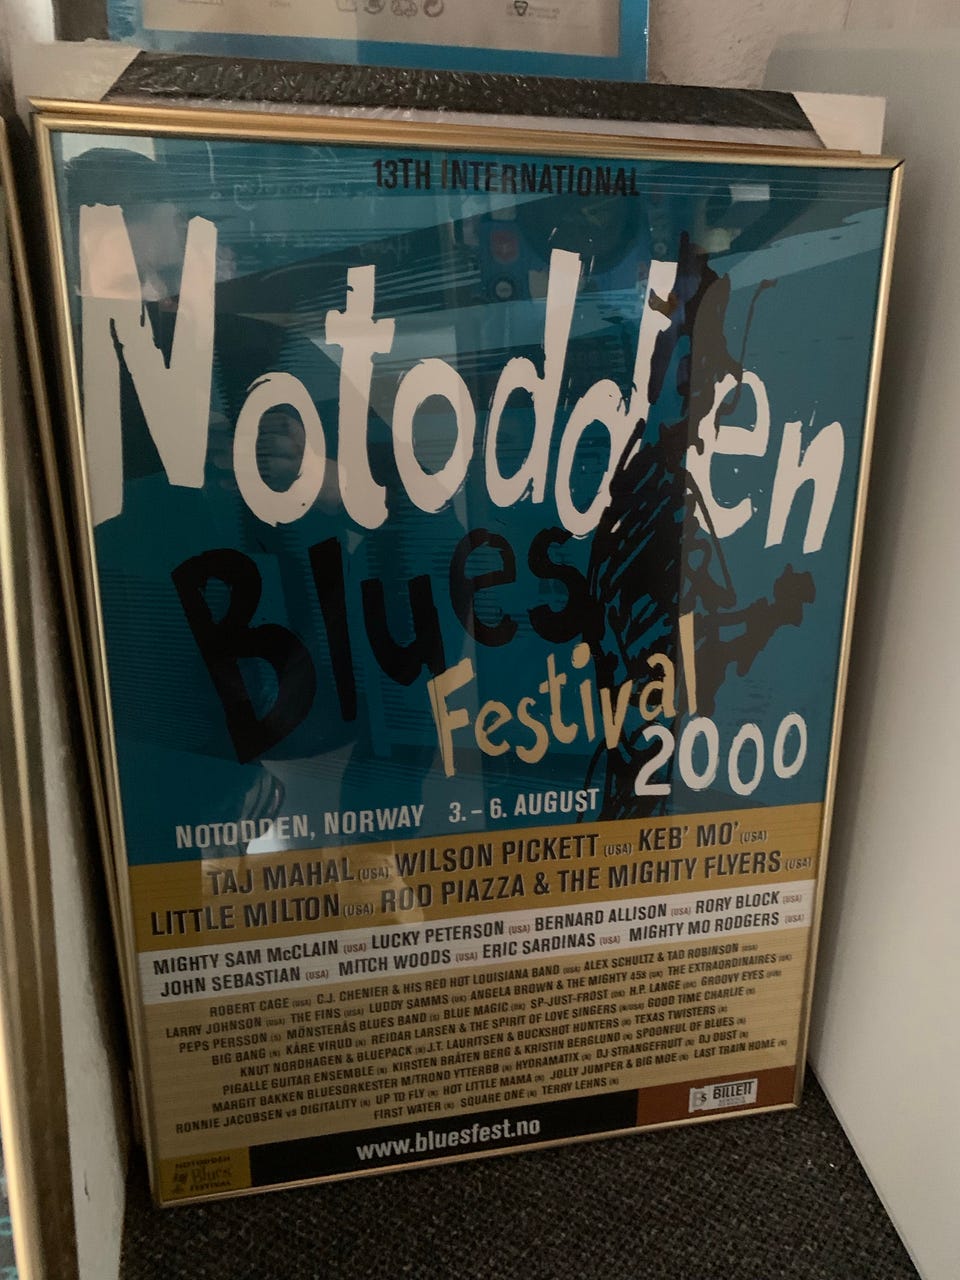 13TH INTERNATIONAL
Notodden
Blues
Festival
2000
NOTODDEN, NORWAY 3. - 6. AUGUST
TAJ MAHAL (USA) WILSON PICKETT (USA) KEB' MO' (USA)
LITTLE MILTON (USA) ROD PIAZZA & THE MIGHTY FLYERS (USA)
MIGHTY SAM McCLAIN (USA) LUCKY PETERSON (USA) BERNARD ALLISON (USA) RORY BLOCK (USA)
JOHN SEBASTIAN (USA) MITCH WOODS (USA) ERIC SARDINAS (USA) MIGHTY MO RODGERS (USA)
ROBERT CAGE (USA) C.J. CHENIER & HIS RED HOT LOUISIANA BAND (USA) ALEX SCHULTZ & TAD ROBINSON (USA)
LARRY JOHNSON (USA) THE FINS (USA) LUDDY SAMMS (UK) ANGELA BROWN & THE MIGHTY 45s (UK) THE EXTRAORDINAIRES (UK)
PEPS PERSSON (S) MÖNSTERÅS BLUES BAND (S) BLUE MAGIC (DK) SP-JUST-FROST (DK) H.P. LANGE (DK) GROOVY EYES (FIN)
BIG BANG (N) KÅRE VIRUD (N) REIDAR LARSEN & THE SPIRIT OF LOVE SINGERS (N/USA) GOOD TIME CHARLIE (N)
KNUT NORDHAGEN & BLUEPACK (N) J.T. LAURITSEN & BUCKSHOT HUNTERS (N) TEXAS TWISTERS (N)
PIGALLE GUITAR ENSEMBLE (N) KIRSTEN BRÅTEN BERG & KRISTIN BERGLUND (N) SPOONFUL OF BLUES (N)
MARGIT BAKKEN BLUESORKESTER M/TROND YTTERBØ (N) HYDRAMATIX (N) DJ STRANGEFRUIT (N) DJ DUST (N)
RONNIE JACOBSEN vs DIGITALITY (N) UP TO FLY (N) HOT LITTLE MAMA (N) JOLLY JUMPER & BIG MOE (N) LAST TRAIN HOME (N)
FIRST WATER (N) SQUARE ONE (N) TERRY LEHNS (N)
www.bluesfest.no
BS BILLETT
NOTODDEN
Blues
FESTIVAL